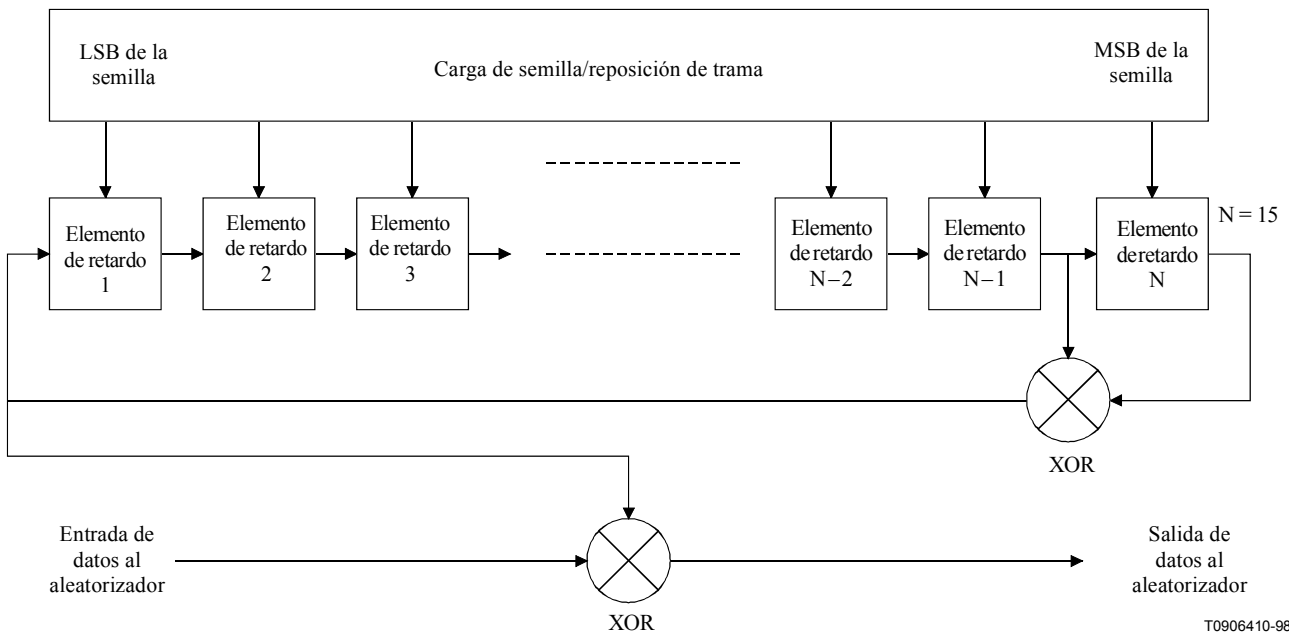 LSB de la
semilla
Carga de semilla/reposición de trama
MSB de la
semilla
Elemento
de retardo
1
Elemento
de retardo
2
Elemento
de retardo
3
Elemento
de retardo
N–2
Elemento
de retardo
N–1
Elemento
de retardo
N
N = 15
XOR
Entrada de
datos al
aleatorizador
XOR
Salida de
datos al
aleatorizador
T0906410-98